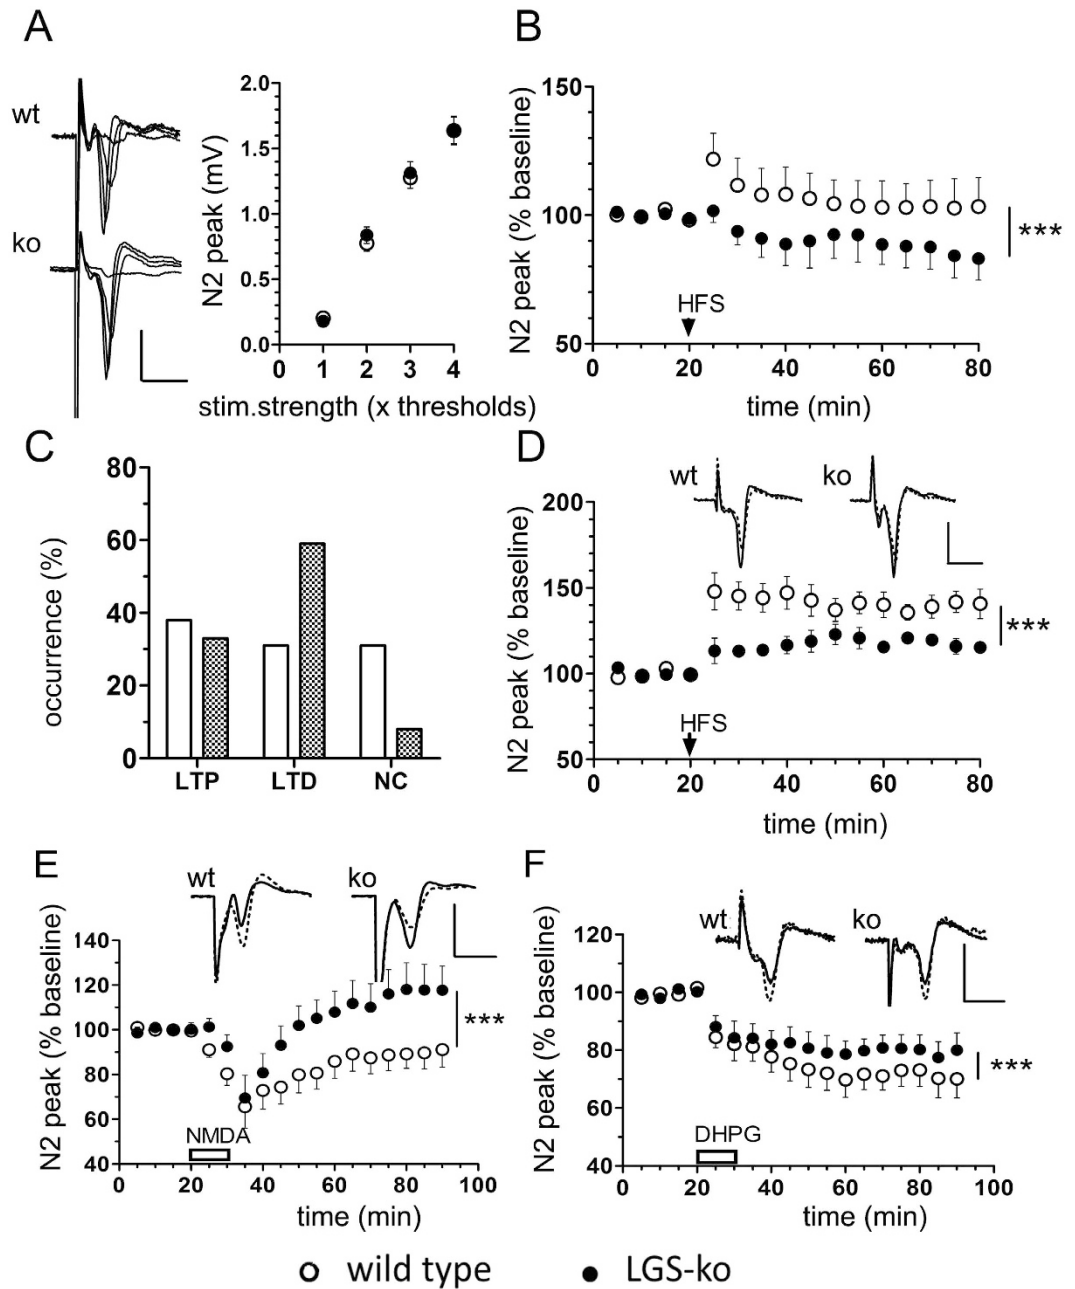 A
wt
ko
N2 peak (mV)
2.0
1.5
1.0
0.5
0.0
0 1 2 3 4
stim.strength (x thresholds)
B
N2 peak (% baseline)
150
100
50
HFS
***
0 20 40 60 80
time (min)
C
occurrence (%)
80
60
40
20
0
LTP LTD NC
D
wt ko
N2 peak (% baseline)
200
150
100
50
HFS
***
0 20 40 60 80
time (min)
E
wt ko
N2 peak (% baseline)
140
120
100
80
60
40
NMDA
***
0 20 40 60 80 100
time (min)
F
wt ko
N2 peak (% baseline)
120
100
80
60
40
DHPG
***
0 20 40 60 80 100
time (min)
wild type LGS-ko